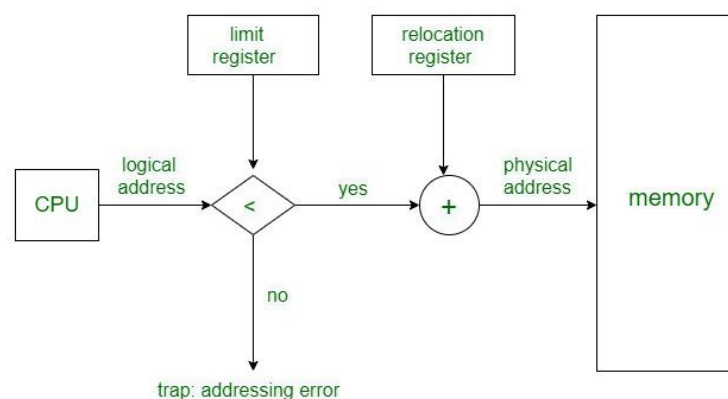 limit
register
relocation
register
logical
address
physical
address
CPU
<
yes
+
memory
no
trap: addressing error